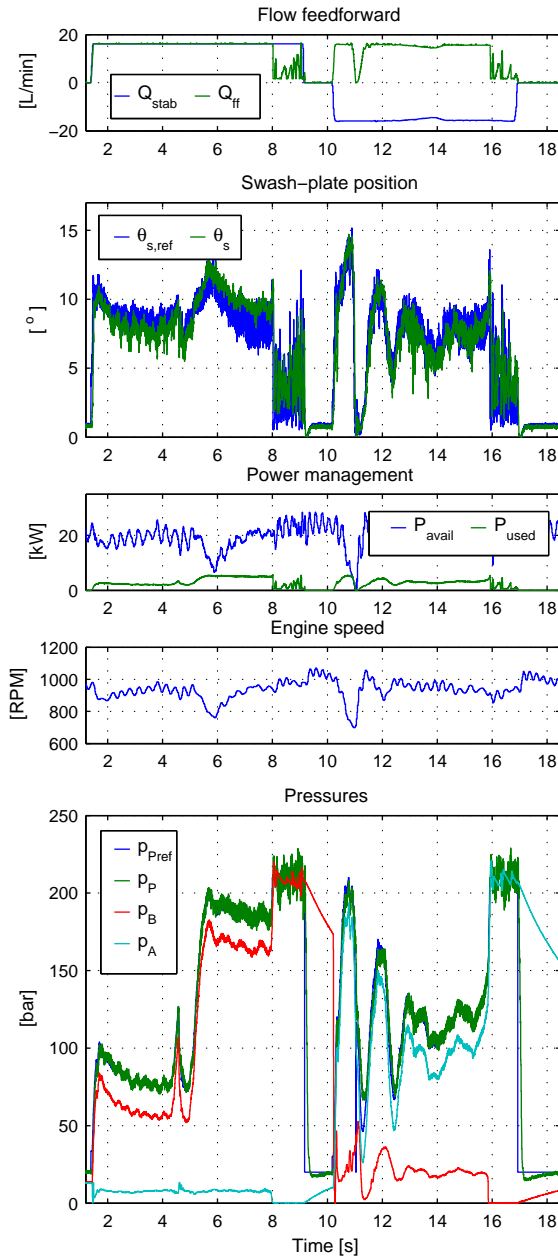 Flow feedforward
20
0
−20
[L/min]
Q_stab Q_ff
2 4 6 8 10 12 14 16 18
Swash−plate position
15
10
5
0
[ ° ]
θ_s,ref θ_s
2 4 6 8 10 12 14 16 18
Power management
40
20
0
[kW]
P_avail P_used
2 4 6 8 10 12 14 16 18
Engine speed
1200
1000
800
600
[RPM]
2 4 6 8 10 12 14 16 18
Pressures
250
200
150
100
50
0
[bar]
p_Pref
p_P
p_B
p_A
2 4 6 8 10 12 14 16 18
Time [s]